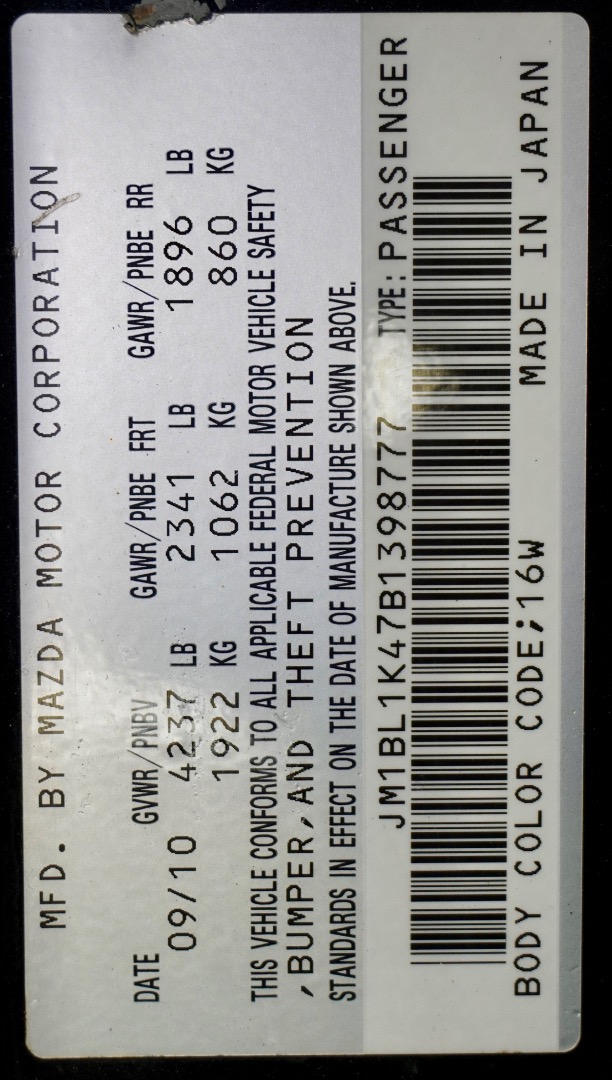 MFD. BY MAZDA MOTOR CORPORATION
DATE GVWR/PNBV GAWR/PNBE FRT GAWR/PNBE RR
09/10 4237 LB 2341 LB 1896 LB
1922 KG 1062 KG 860 KG
THIS VEHICLE CONFORMS TO ALL APPLICABLE FEDERAL MOTOR VEHICLE SAFETY
,BUMPER,AND THEFT PREVENTION
STANDARDS IN EFFECT ON THE DATE OF MANUFACTURE SHOWN ABOVE.
JM1BL1K47B1398777 TYPE:PASSENGER
BODY COLOR CODE;16W MADE IN JAPAN